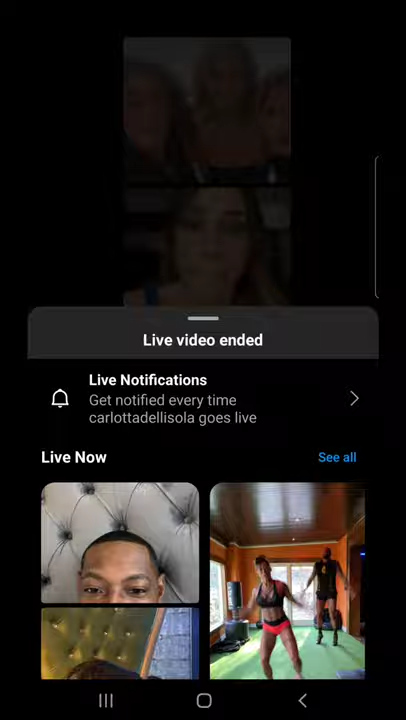 Live video ended
Live Notifications
Get notified every time
carlottadellisola goes live
Live Now
See all